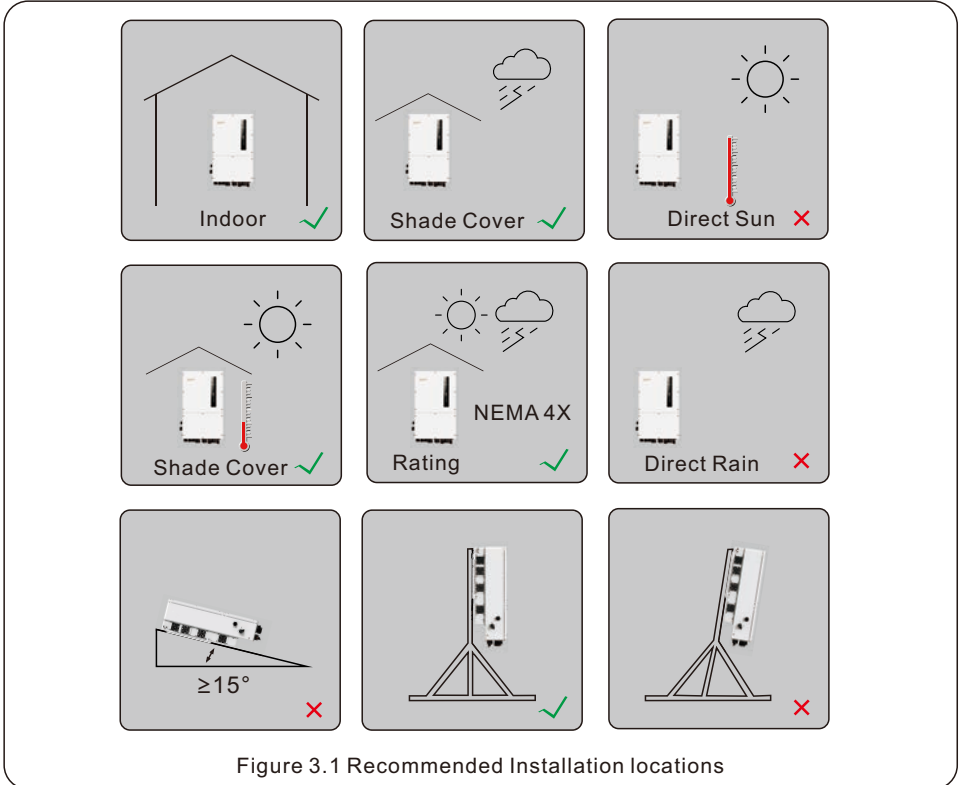 Indoor
Shade Cover
Direct Sun
Shade Cover
NEMA 4X
Rating
Direct Rain
≥15°
Figure 3.1 Recommended Installation locations